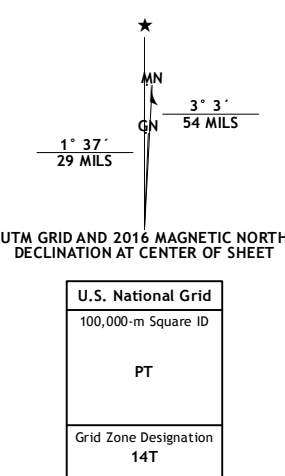 ★
MN
GN
3° 3´
54 MILS
1° 37´
29 MILS
UTM GRID AND 2016 MAGNETIC NORTH
DECLINATION AT CENTER OF SHEET
U.S. National Grid
100,000-m Square ID
PT
Grid Zone Designation
14T